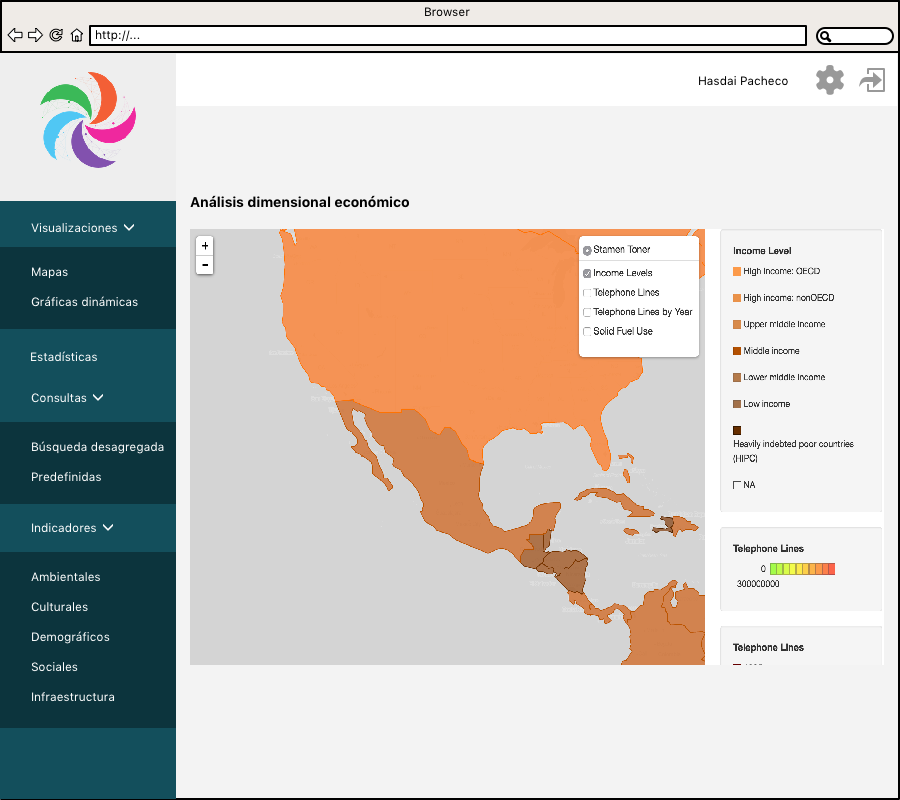 Browser
http://...
Hasdai Pacheco
Visualizaciones
Mapas
Gráficas dinámicas
Estadísticas
Consultas
Búsqueda desagregada
Predefinidas
Indicadores
Ambientales
Culturales
Demográficos
Sociales
Infraestructura
Análisis dimensional económico
+
-
Stamen Toner
Income Levels
Telephone Lines
Telephone Lines by Year
Solid Fuel Use
Income Level
High income: OECD
High income: nonOECD
Upper middle income
Middle income
Lower middle income
Low income
Heavily indebted poor countries
(HIPC)
NA
Telephone Lines
0
300000000
Telephone Lines